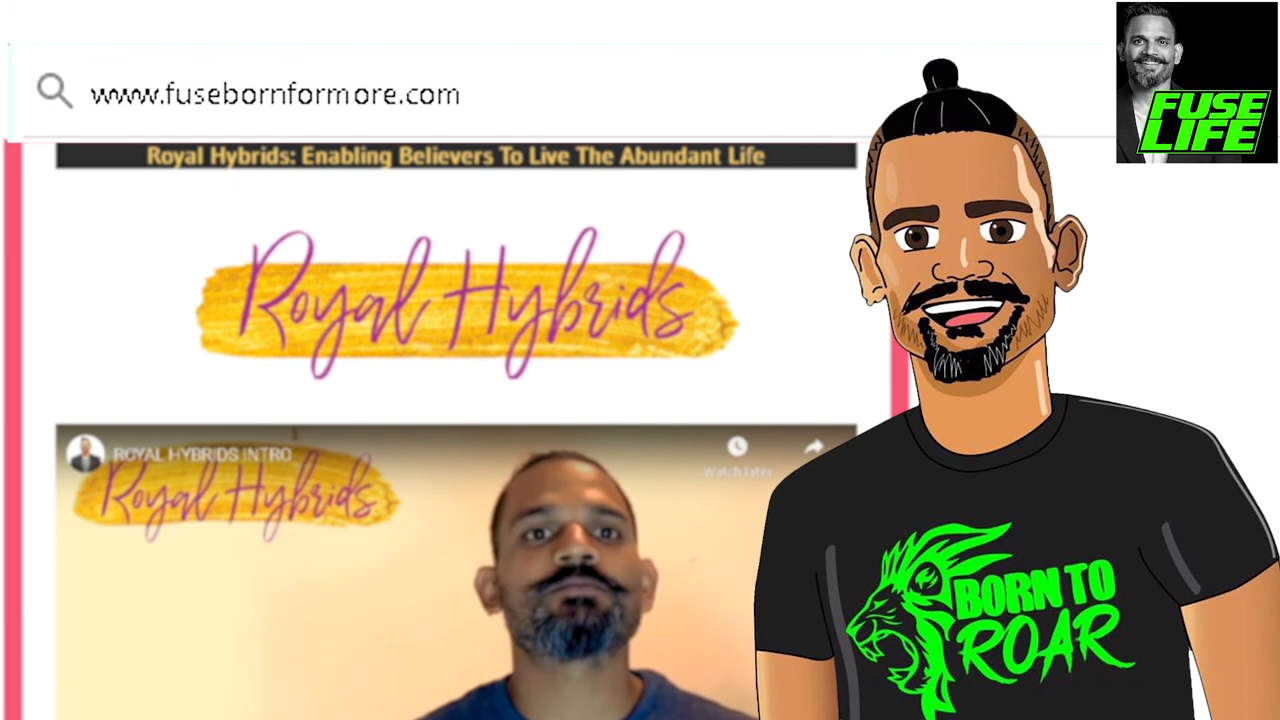 www.fusebornformore.com
FUSE
LIFE
Royal Hybrids: Enabling Believers To Live The Abundant Life
Royal Hybrids
ROYAL HYBRIDS INTRO
Watch later
Royal Hybrids
BORN TO
ROAR